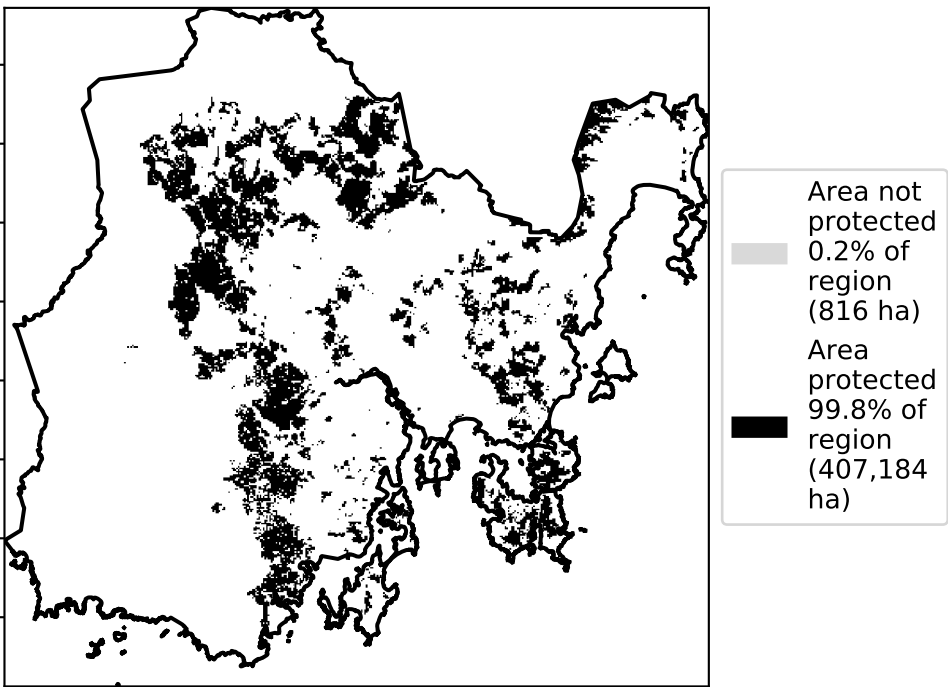 Area not
protected
0.2% of
region
(816 ha)
Area
protected
99.8% of
region
(407,184
ha)